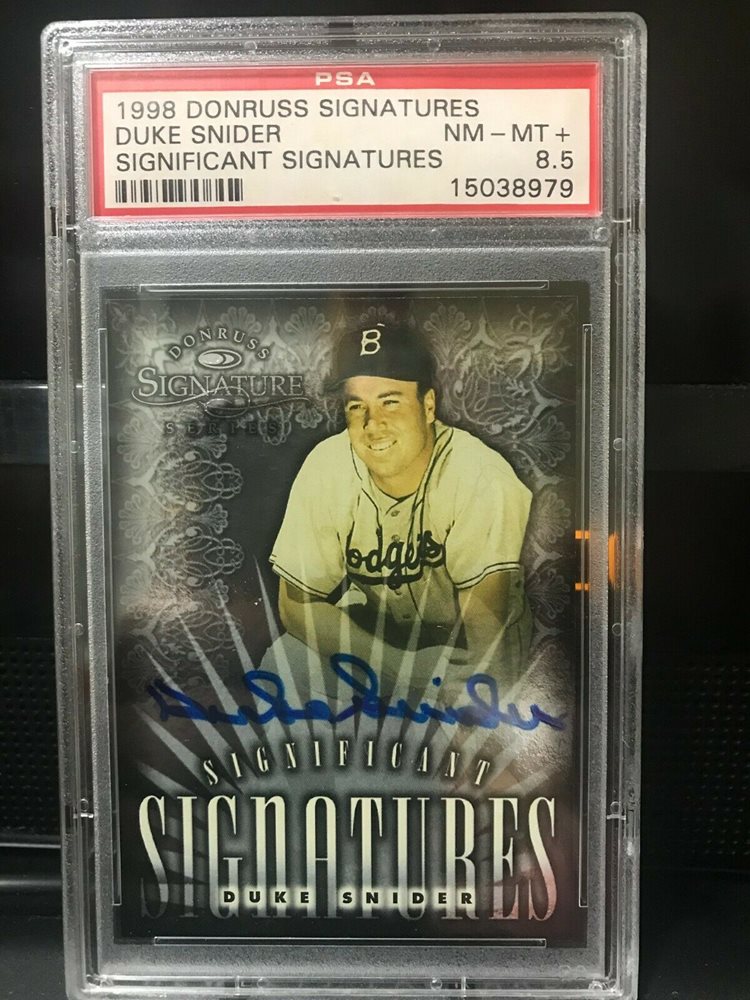 PSA
1998 DONRUSS SIGNATURES
DUKE SNIDER NM - MT +
SIGNIFICANT SIGNATURES 8.5
15038979
DONRUSS
SIGNATURE
SERIES
B
odgers
Duke Snider
SIGNIFICANT
SIGNATURES
DUKE SNIDER